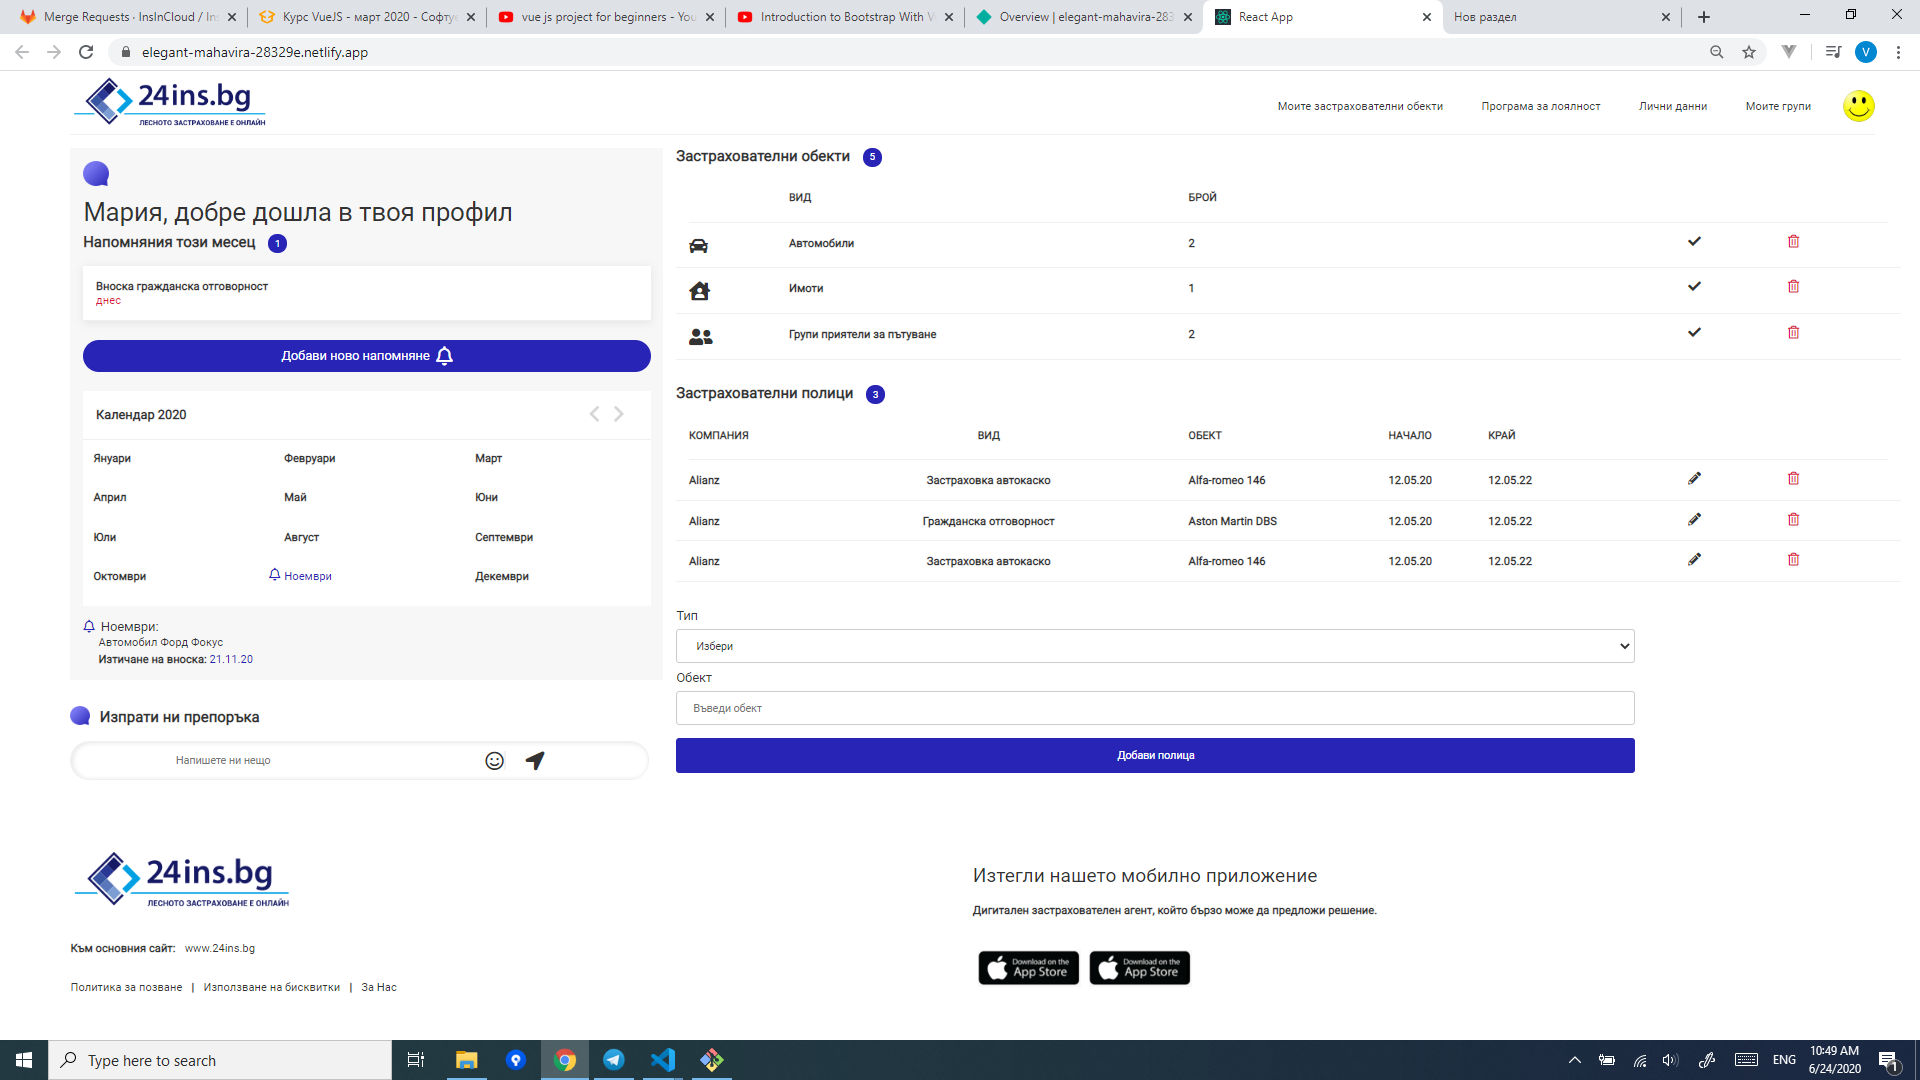 Merge Requests · InsInCloud / Ins
Курс VueJS - март 2020 - Софту
vue js project for beginners - You
Introduction to Bootstrap With V
Overview | elegant-mahavira-283
React App
Нов раздел
elegant-mahavira-28329e.netlify.app
V
24ins.bg
ЛЕСНОТО ЗАСТРАХОВАНЕ Е ОНЛАЙН
Моите застрахователни обекти
Програма за лоялност
Лични данни
Моите групи
Мария, добре дошла в твоя профил
Напомняния този месец 1
Вноска гражданска отговорност
днес
Добави ново напомняне
Календар 2020
Януари Февруари Март
Април Май Юни
Юли Август Септември
Октомври Ноември Декември
Ноември:
Автомобил Форд Фокус
Изтичане на вноска: 21.11.20
Изпрати ни препоръка
Напишете ни нещо
Застрахователни обекти 5
ВИД БРОЙ
Автомобили 2
Имоти 1
Групи приятели за пътуване 2
Застрахователни полици 3
КОМПАНИЯ ВИД ОБЕКТ НАЧАЛО КРАЙ
Alianz Застраховка автокаско Alfa-romeo 146 12.05.20 12.05.22
Alianz Гражданска отговорност Aston Martin DBS 12.05.20 12.05.22
Alianz Застраховка автокаско Alfa-romeo 146 12.05.20 12.05.22
Тип
Избери
Обект
Въведи обект
Добави полица
24ins.bg
ЛЕСНОТО ЗАСТРАХОВАНЕ Е ОНЛАЙН
Към основния сайт: www.24ins.bg
Политика за позване | Използване на бисквитки | За Нас
Изтегли нашето мобилно приложение
Дигитален застрахователен агент, който бързо може да предложи решение.
Download on the
App Store
Download on the
App Store
Type here to search
ENG
10:49 AM
6/24/2020
1